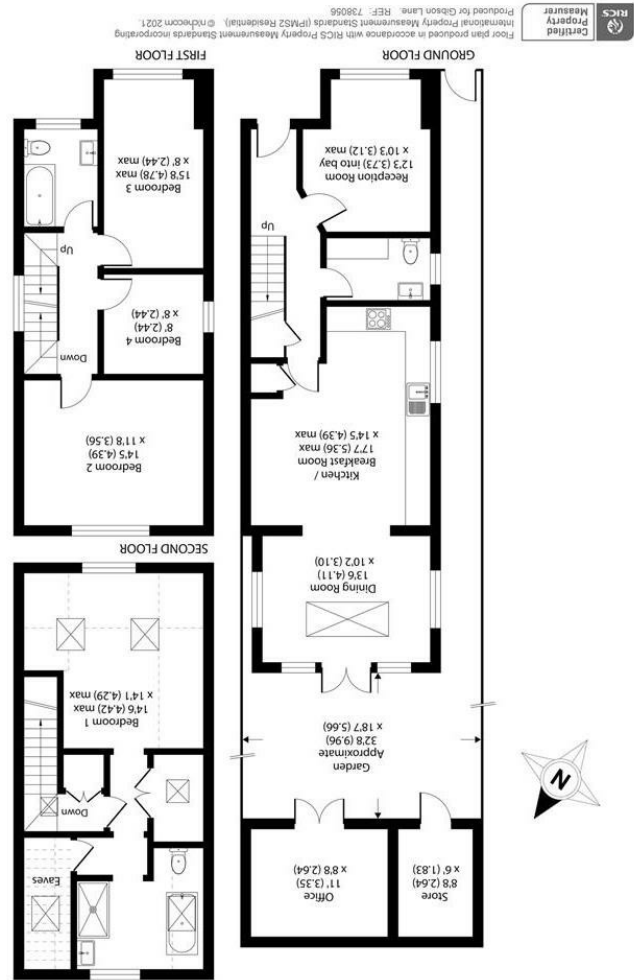 Store
8'8 (2.64)
x 6' (1.83)
Office
11' (3.35)
x 8'8 (2.64)
Garden
Approximate
32'8 (9.96)
x 18'7 (5.66)
Dining Room
13'6 (4.11)
x 10'2 (3.10)
Kitchen /
Breakfast Room
17'7 (5.36) max
x 14'5 (4.39) max
Up
Reception Room
12'3 (3.73) into bay
x 10'3 (3.12) max
GROUND FLOOR
Eaves
Down
Bedroom 1
14'6 (4.42) max
x 14'1 (4.29) max
SECOND FLOOR
Bedroom 2
14'5 (4.39)
x 11'8 (3.56)
Down
Bedroom 4
8' (2.44)
x 8' (2.44)
Up
Bedroom 3
15'8 (4.78) max
x 8' (2.44) max
FIRST FLOOR
N
RICS
Certified
Property
Measurer
Floor plan produced in accordance with RICS Property Measurement Standards incorporating
International Property Measurement Standards (IPMS2 Residential). ©nichecom 2021.
Produced for Gibson Lane. REF: 738056